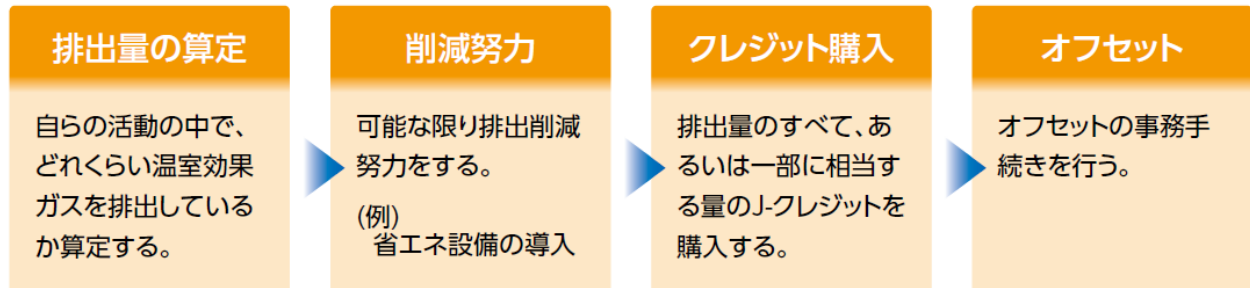 排出量の算定
自らの活動の中で、
どれくらい温室効果
ガスを排出している
か算定する。
削減努力
可能な限り排出削減
努力をする。
(例)
省エネ設備の導入
クレジット購入
排出量のすべて、あ
るいは一部に相当す
る量のJ-クレジットを
購入する。
オフセット
オフセットの事務手
続きを行う。